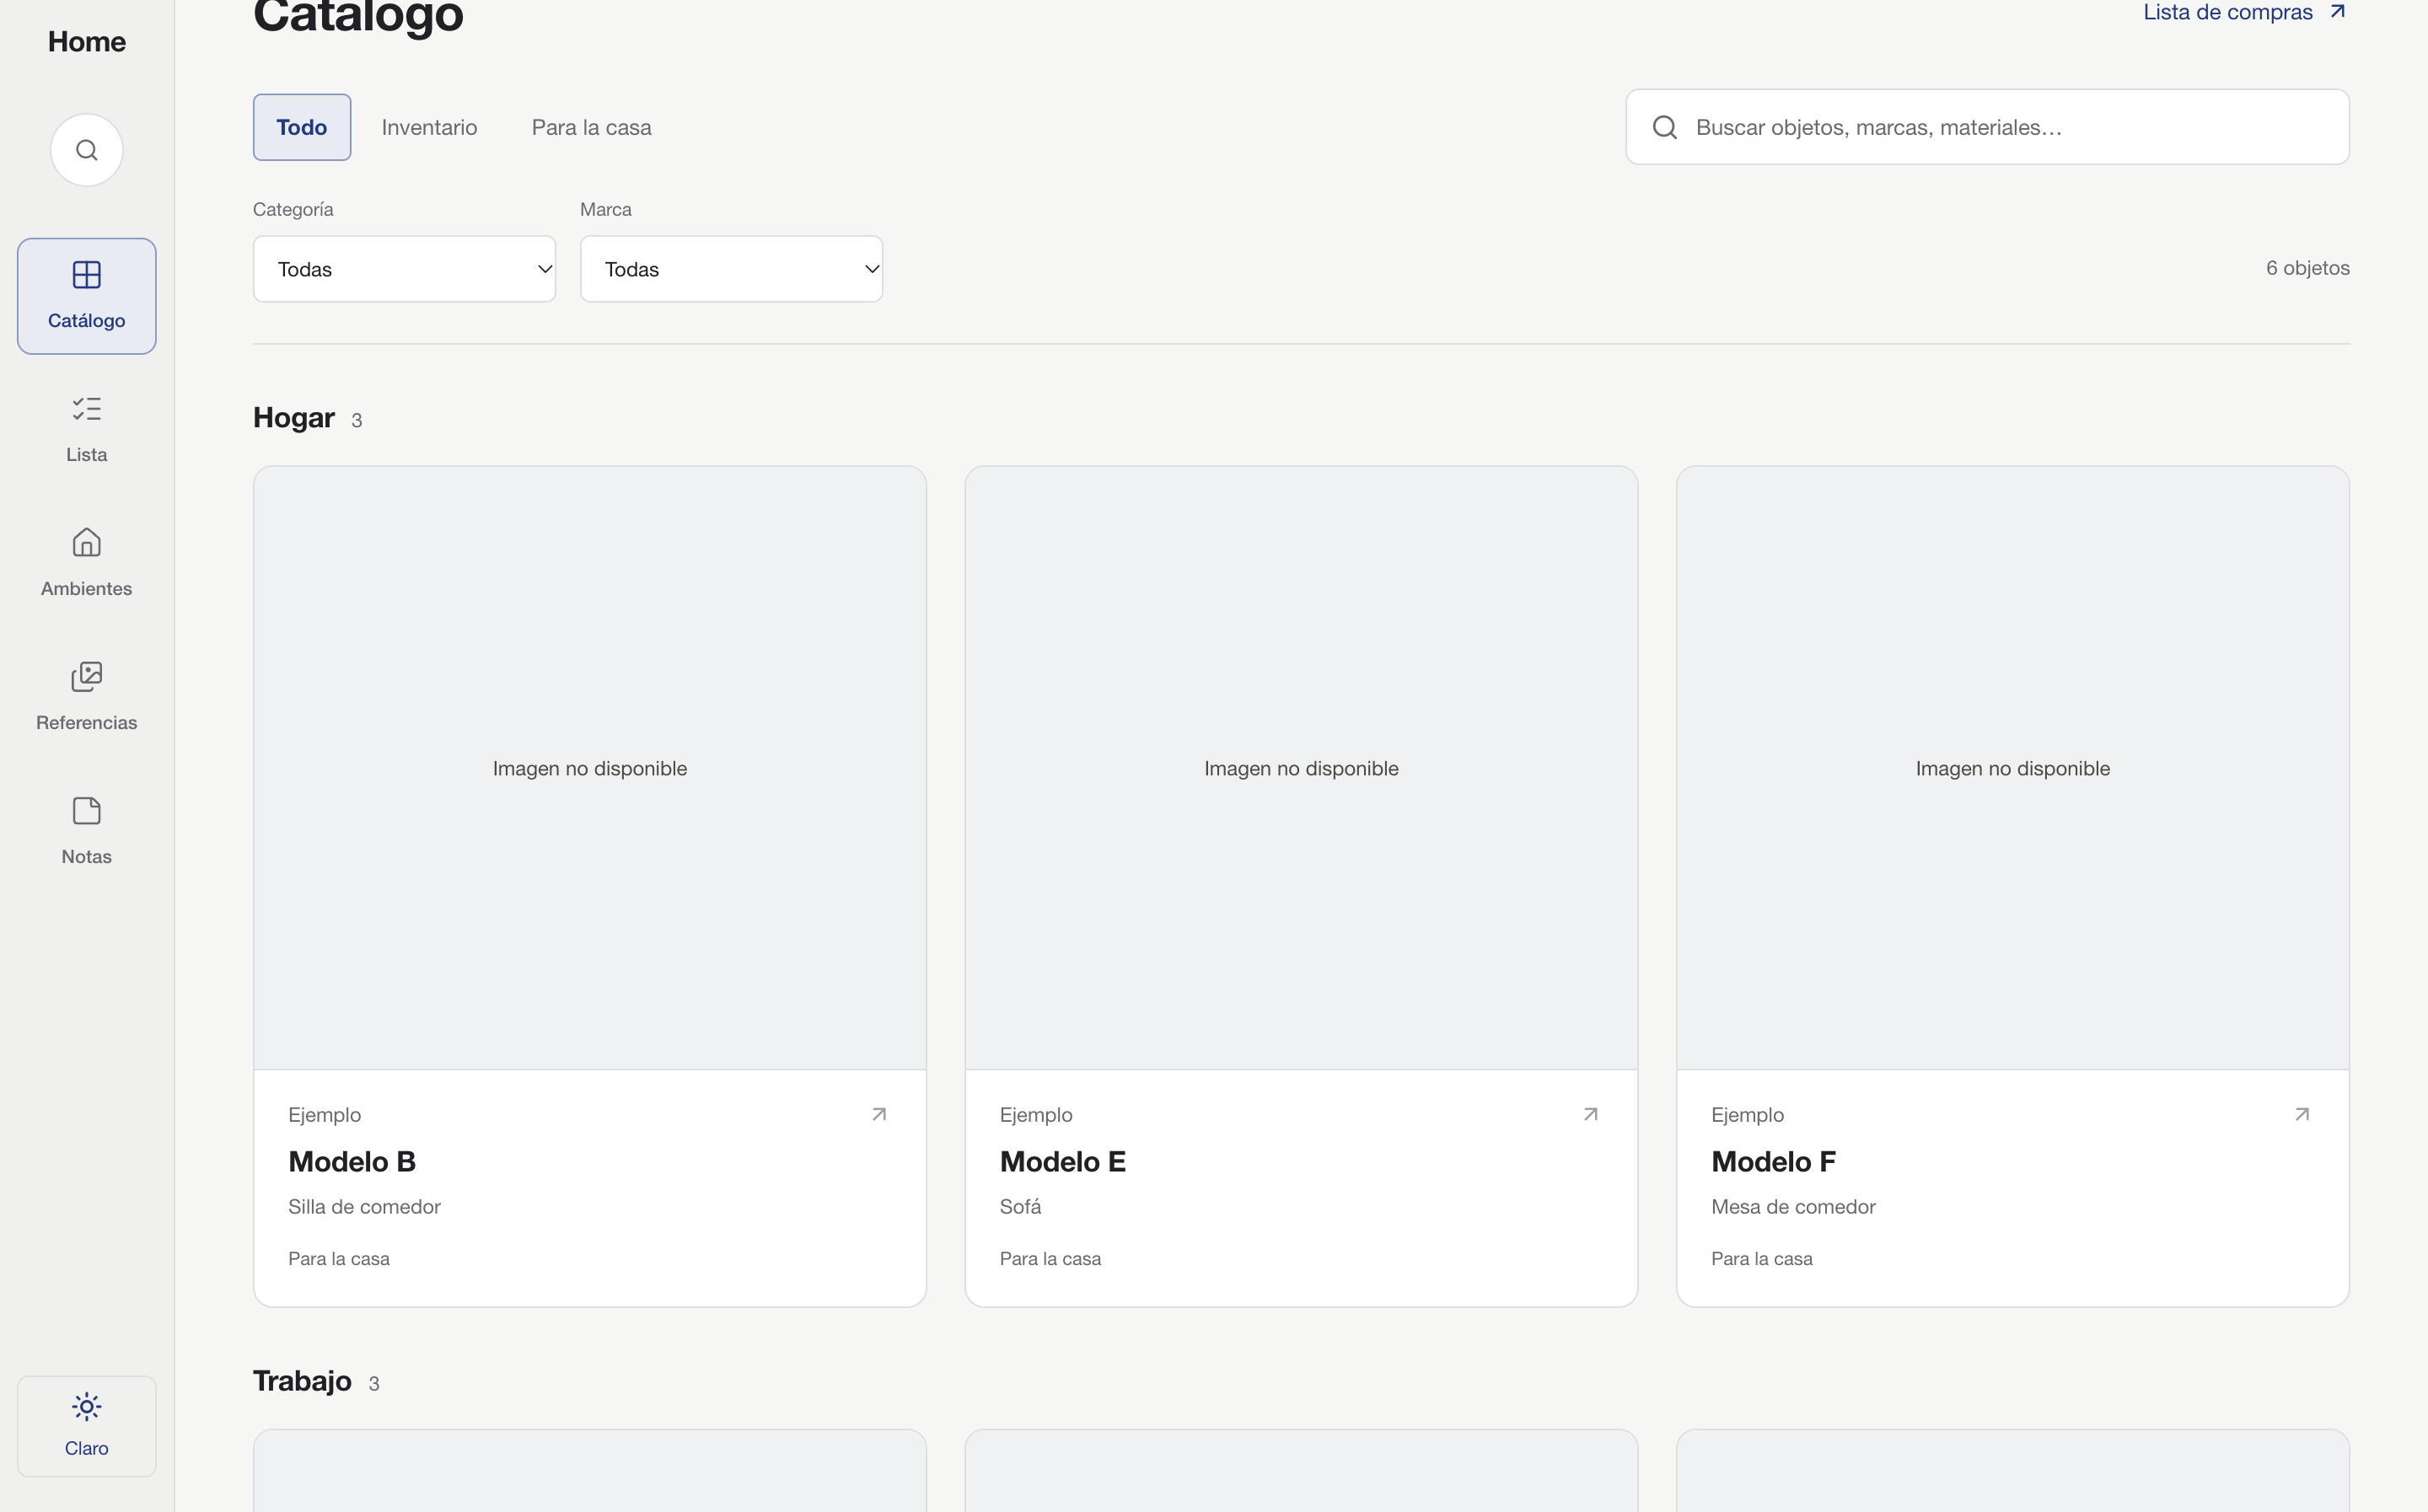 Home
Catálogo
Lista
Ambientes
Referencias
Notas
Claro
Catálogo
Lista de compras
Todo
Inventario
Para la casa
Buscar objetos, marcas, materiales…
Categoría
Marca
Todas
Todas
6 objetos
Hogar 3
Imagen no disponible
Ejemplo
Modelo B
Silla de comedor
Para la casa
Imagen no disponible
Ejemplo
Modelo E
Sofá
Para la casa
Imagen no disponible
Ejemplo
Modelo F
Mesa de comedor
Para la casa
Trabajo 3